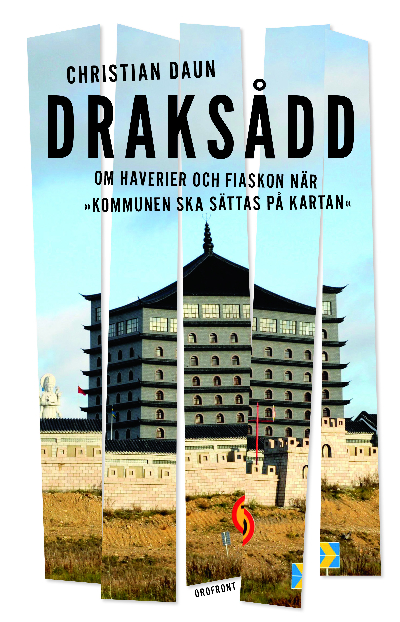 CHRISTIAN DAUN
DRAKSÅDD
OM HAVERIER OCH FIASKON NÄR
»KOMMUNEN SKA SÄTTAS PÅ KARTAN«
ORDFRONT